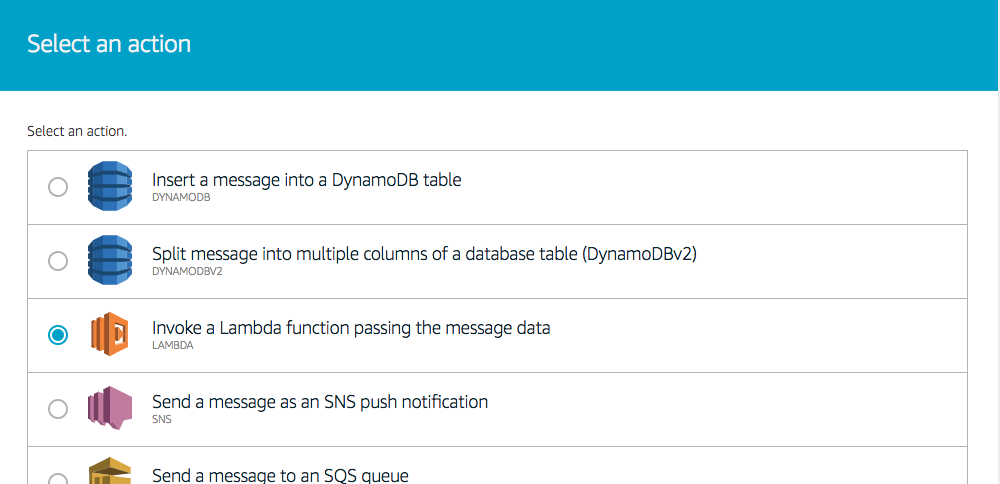 Select an action
Select an action.
Insert a message into a DynamoDB table
DYNAMODB
Split message into multiple columns of a database table (DynamoDBv2)
DYNAMODBV2
Invoke a Lambda function passing the message data
LAMBDA
Send a message as an SNS push notification
SNS
Send a message to an SQS queue